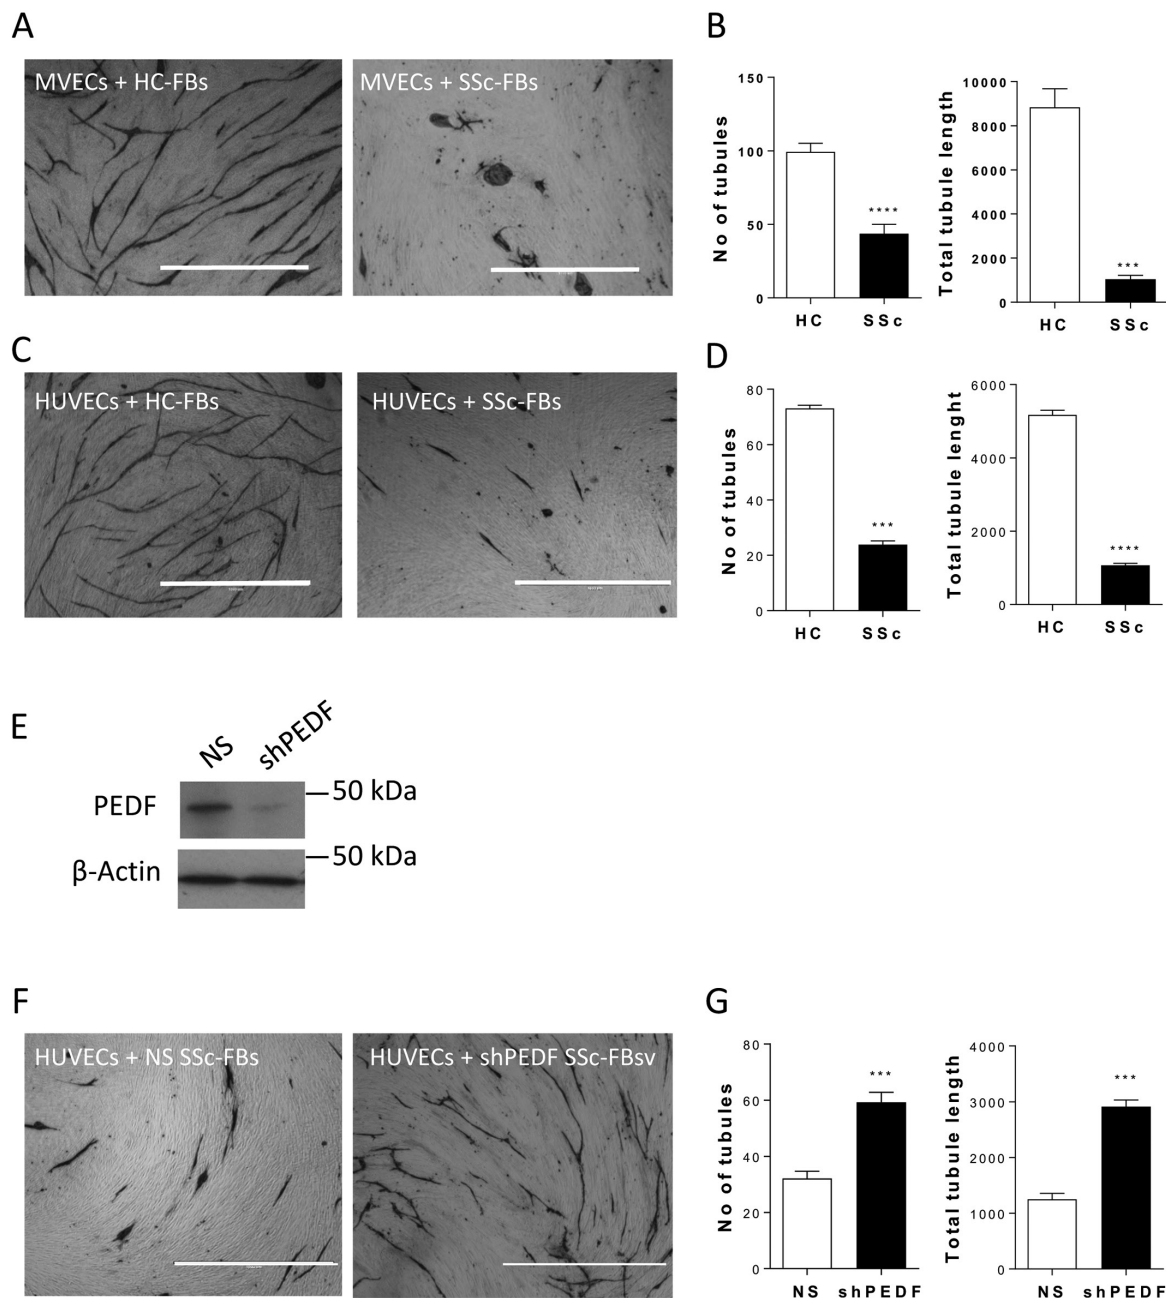 A
MVECs + HC-FBs
MVECs + SSc-FBs
B
No of tubules
150
100
50
0
****
HC
SSc
Total tubule length
10000
8000
6000
4000
2000
0
***
HC
SSc
C
HUVECs + HC-FBs
HUVECs + SSc-FBs
D
No of tubules
80
60
40
20
0
***
HC
SSc
Total tubule lenght
6000
4000
2000
0
****
HC
SSc
E
NS
shPEDF
PEDF
50 kDa
β-Actin
50 kDa
F
HUVECs + NS SSc-FBs
HUVECs + shPEDF SSc-FBsv
G
No of tubules
80
60
40
20
0
***
NS
shPEDF
Total tubule length
4000
3000
2000
1000
0
***
NS
shPEDF